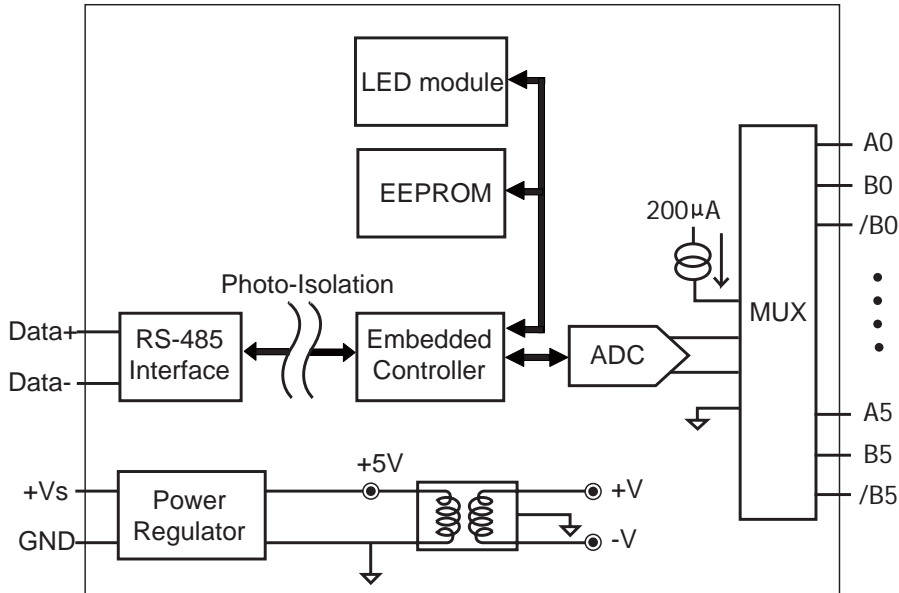 LED module
EEPROM
Photo-Isolation
Data+
Data-
RS-485
Interface
Embedded
Controller
ADC
200µA
MUX
A0
B0
/B0
A5
B5
/B5
+Vs
GND
Power
Regulator
+5V
+V
-V